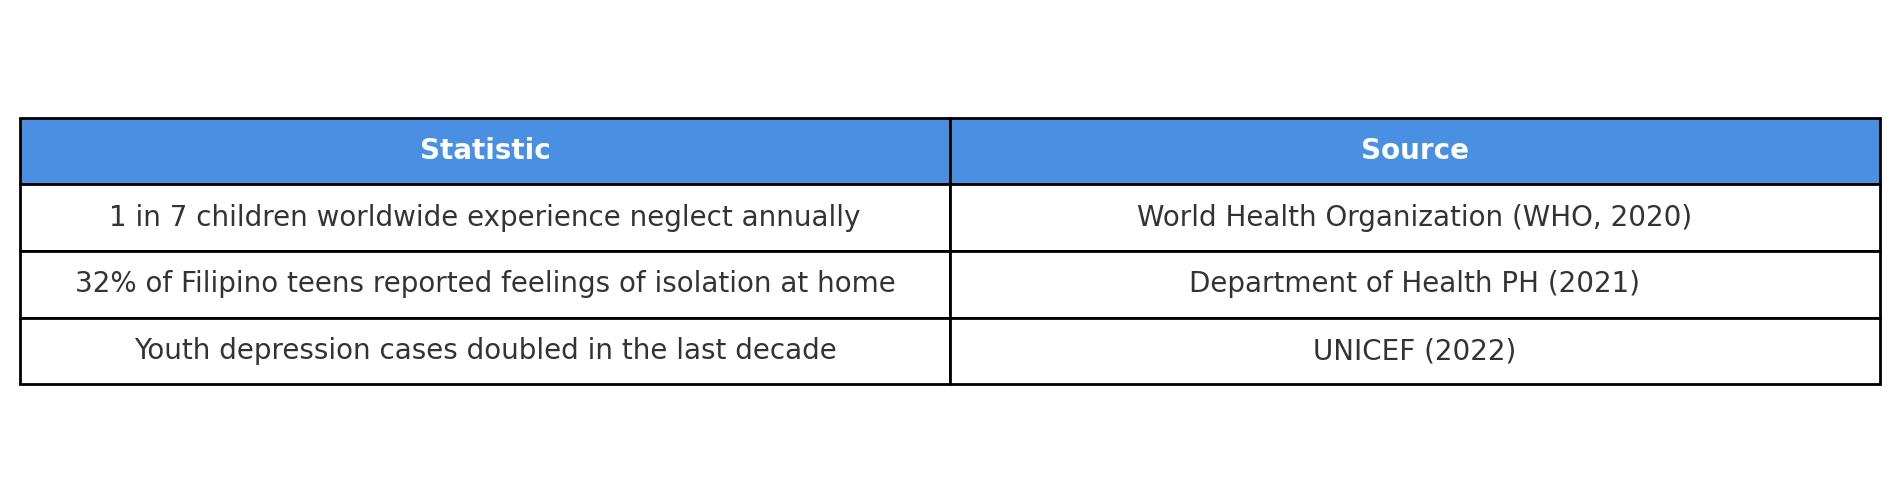 Statistic Source
1 in 7 children worldwide experience neglect annually World Health Organization (WHO, 2020)
32% of Filipino teens reported feelings of isolation at home Department of Health PH (2021)
Youth depression cases doubled in the last decade UNICEF (2022)